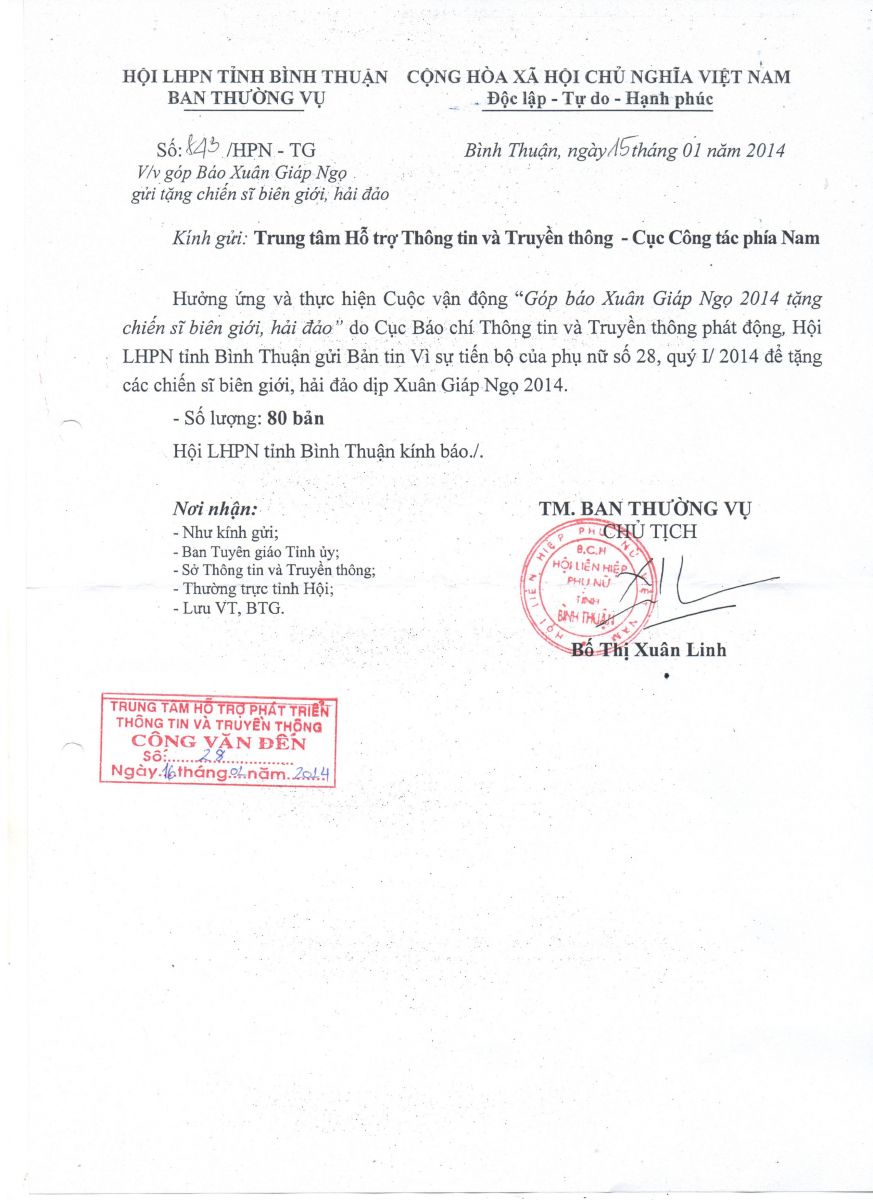 HỘI LHPN TỈNH BÌNH THUẬN
BAN THƯỜNG VỤ
CỘNG HÒA XÃ HỘI CHỦ NGHĨA VIỆT NAM
Độc lập - Tự do - Hạnh phúc
Số: 843 /HPN - TG
V/v góp Báo Xuân Giáp Ngọ
gửi tặng chiến sĩ biên giới, hải đảo
Bình Thuận, ngày 15 tháng 01 năm 2014
Kính gửi: Trung tâm Hỗ trợ Thông tin và Truyền thông - Cục Công tác phía Nam
Hưởng ứng và thực hiện Cuộc vận động “Góp báo Xuân Giáp Ngọ 2014 tặng
chiến sĩ biên giới, hải đảo” do Cục Báo chí Thông tin và Truyền thông phát động, Hội
LHPN tỉnh Bình Thuận gửi Bản tin Vì sự tiến bộ của phụ nữ số 28, quý I/ 2014 để tặng
các chiến sĩ biên giới, hải đảo dịp Xuân Giáp Ngọ 2014.
- Số lượng: 80 bản
Hội LHPN tỉnh Bình Thuận kính báo./.
Nơi nhận:
- Như kính gửi;
- Ban Tuyên giáo Tỉnh ủy;
- Sở Thông tin và Truyền thông;
- Thường trực tỉnh Hội;
- Lưu VT, BTG.
TM. BAN THƯỜNG VỤ
CHỦ TỊCH
HỘI LIÊN HIỆP PHỤ NỮ VIỆT NAM
B.C.H
HỘI LIÊN HIỆP
PHỤ NỮ
TỈNH
BÌNH THUẬN
Bố Thị Xuân Linh
TRUNG TÂM HỖ TRỢ PHÁT TRIỂN
THÔNG TIN VÀ TRUYỀN THÔNG
CÔNG VĂN ĐẾN
Số:.......28................
Ngày.16tháng.01.năm.2014